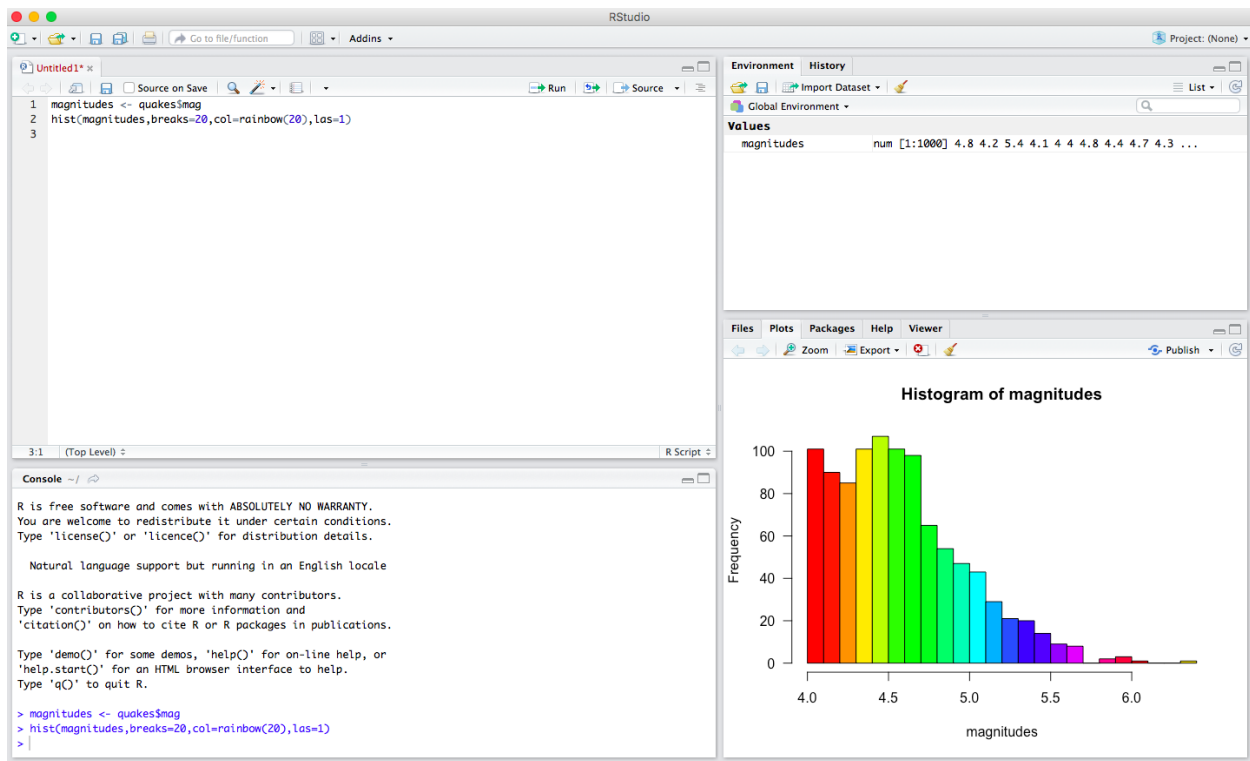 RStudio
Go to file/function
Addins
Project: (None)
Untitled1*
Source on Save
Run
Source
1 magnitudes <- quakes$mag
2 hist(magnitudes,breaks=20,col=rainbow(20),las=1)
3
3:1 (Top Level) R Script
Console ~/
R is free software and comes with ABSOLUTELY NO WARRANTY.
You are welcome to redistribute it under certain conditions.
Type 'license()' or 'licence()' for distribution details.
Natural language support but running in an English locale
R is a collaborative project with many contributors.
Type 'contributors()' for more information and
'citation()' on how to cite R or R packages in publications.
Type 'demo()' for some demos, 'help()' for on-line help, or
'help.start()' for an HTML browser interface to help.
Type 'q()' to quit R.
> magnitudes <- quakes$mag
> hist(magnitudes,breaks=20,col=rainbow(20),las=1)
>
Environment History
Import Dataset
List
Global Environment
Values
magnitudes num [1:1000] 4.8 4.2 5.4 4.1 4 4 4.8 4.4 4.7 4.3 ...
Files Plots Packages Help Viewer
Zoom Export Publish
Histogram of magnitudes
Frequency
100
80
60
40
20
0
4.0 4.5 5.0 5.5 6.0
magnitudes